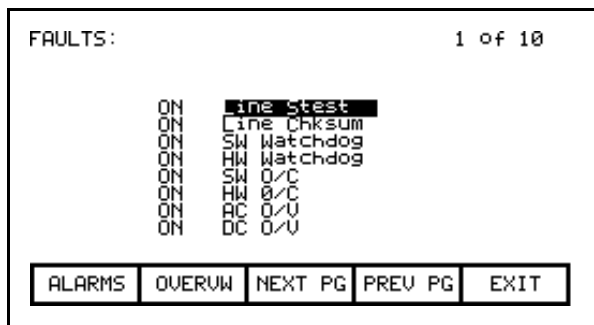 FAULTS: 1 of 10
ON Line Stest
ON Line Chksum
ON SW Watchdog
ON HW Watchdog
ON SW O/C
ON HW O/C
ON AC O/V
ON DC O/V
ALARMS OVERVW NEXT PG PREV PG EXIT